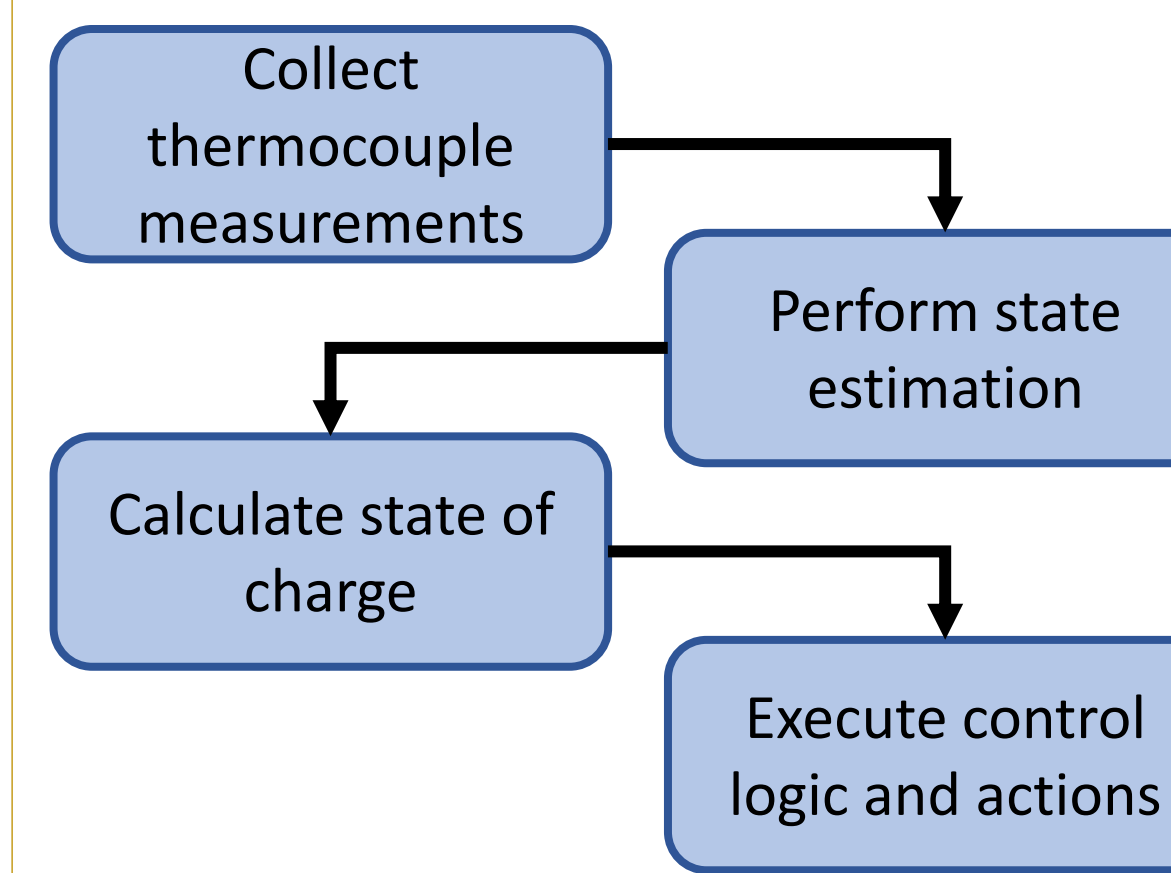 Collect
thermocouple
measurements
Perform state
estimation
Calculate state of
charge
Execute control
logic and actions